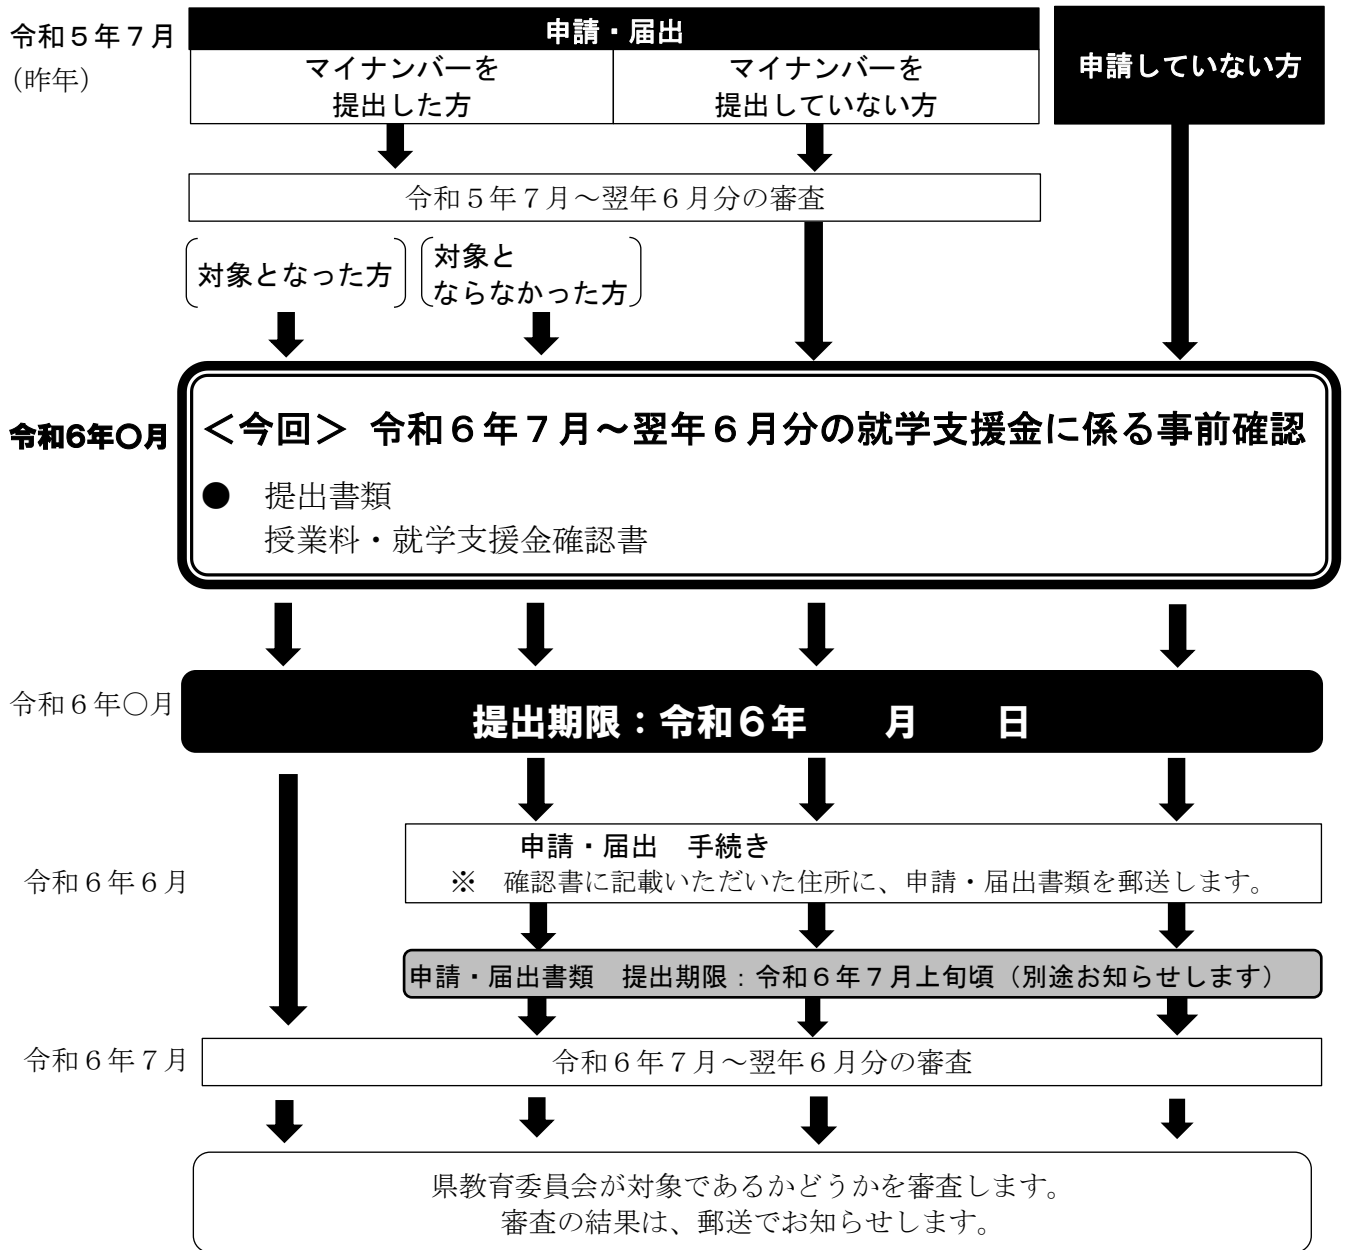 令和５年７月
（昨年）
申請・届出
マイナンバーを
提出した方
マイナンバーを
提出していない方
申請していない方
令和５年７月～翌年６月分の審査
対象となった方
対象と
ならなかった方
令和6年〇月
＜今回＞ 令和６年７月～翌年６月分の就学支援金に係る事前確認
● 提出書類
授業料・就学支援金確認書
令和６年〇月
提出期限：令和６年　　月　　日
令和６年６月
申請・届出　手続き
※　確認書に記載いただいた住所に、申請・届出書類を郵送します。
申請・届出書類　提出期限：令和６年７月上旬頃（別途お知らせします）
令和６年７月
令和６年７月～翌年６月分の審査
県教育委員会が対象であるかどうかを審査します。
審査の結果は、郵送でお知らせします。